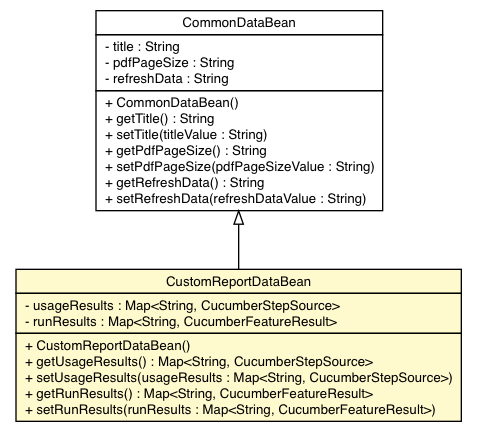 CommonDataBean
- title : String
- pdfPageSize : String
- refreshData : String
+ CommonDataBean()
+ getTitle() : String
+ setTitle(titleValue : String)
+ getPdfPageSize() : String
+ setPdfPageSize(pdfPageSizeValue : String)
+ getRefreshData() : String
+ setRefreshData(refreshDataValue : String)
CustomReportDataBean
- usageResults : Map<String, CucumberStepSource>
- runResults : Map<String, CucumberFeatureResult>
+ CustomReportDataBean()
+ getUsageResults() : Map<String, CucumberStepSource>
+ setUsageResults(usageResults : Map<String, CucumberStepSource>)
+ getRunResults() : Map<String, CucumberFeatureResult>
+ setRunResults(runResults : Map<String, CucumberFeatureResult>)